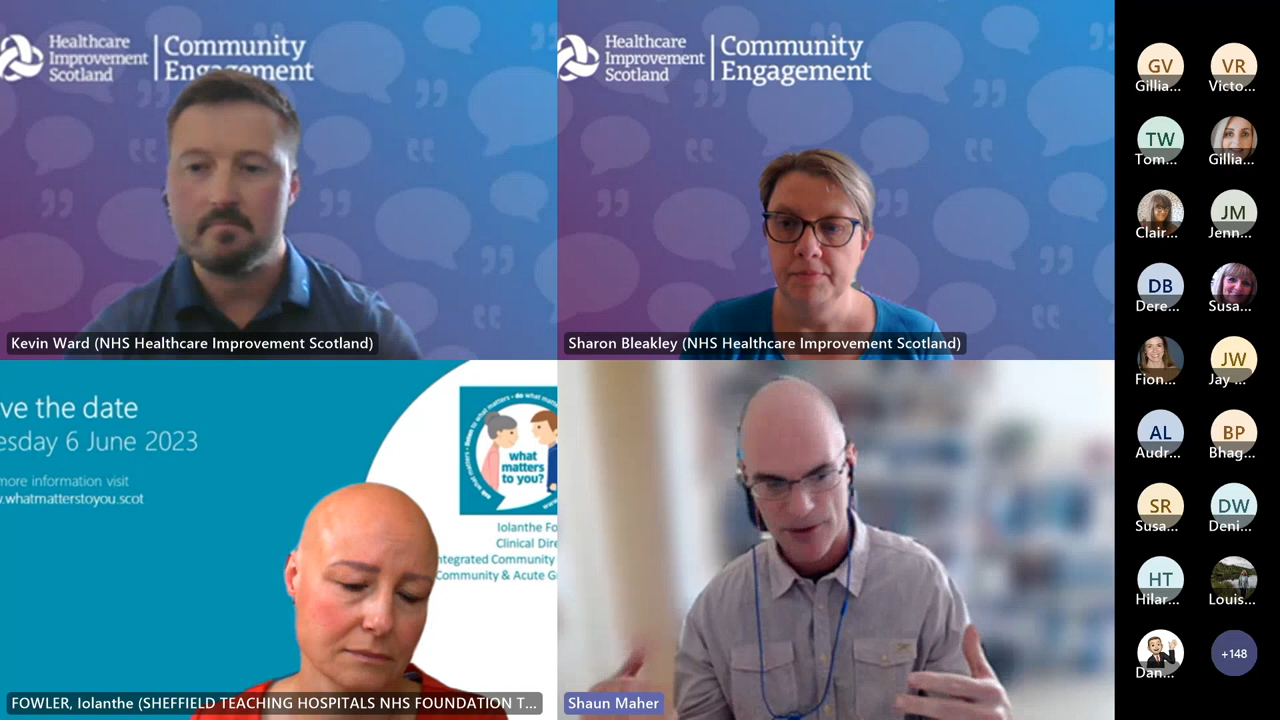 Healthcare
Improvement
Scotland
Community
Engagement
Kevin Ward (NHS Healthcare Improvement Scotland)
Healthcare
Improvement
Scotland
Community
Engagement
Sharon Bleakley (NHS Healthcare Improvement Scotland)
ve the date
esday 6 June 2023
more information visit
.whatmatterstoyou.scot
what
matters
to you?
Iolanthe Fo
Clinical Dire
ntegrated Community
Community & Acute G
FOWLER, Iolanthe (SHEFFIELD TEACHING HOSPITALS NHS FOUNDATION T...
Shaun Maher
GV
Gillia...
VR
Victo...
TW
Tom...
Gillia...
Clair...
JM
Jenn...
DB
Dere...
Susa...
Fion...
JW
Jay ...
AL
Audr...
BP
Bhag...
SR
Susa...
DW
Deni...
HT
Hilar...
Louis...
Dan...
+148